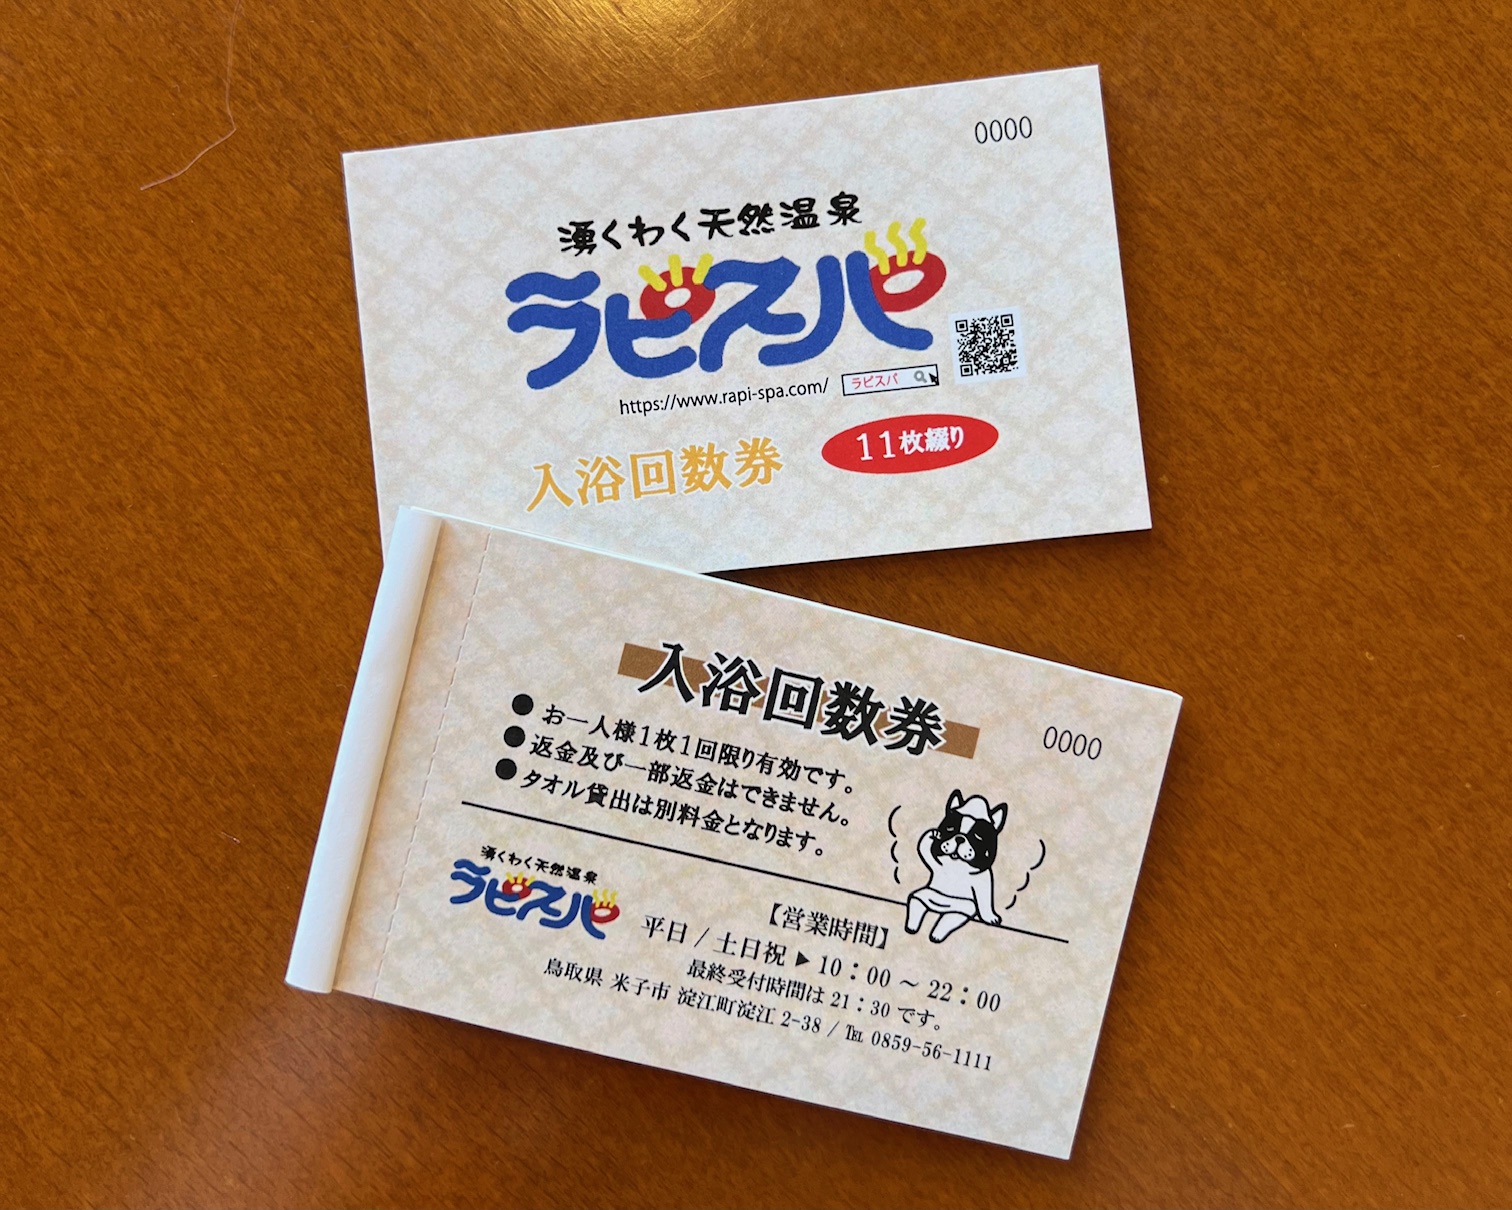 0000
湧くわく天然温泉
ラピスパ
https://www.rapi-spa.com/
ラピスパ
入浴回数券
11枚綴り
入浴回数券
0000
●お一人様1枚1回限り有効です。
●返金及び一部返金はできません。
●タオル貸出は別料金となります。
湧くわく天然温泉
ラピスパ
【営業時間】
平日/土日祝▶10:00～22:00
最終受付時間は 21:30 です。
鳥取県 米子市 淀江町淀江 2-38 / ℡ 0859-56-1111